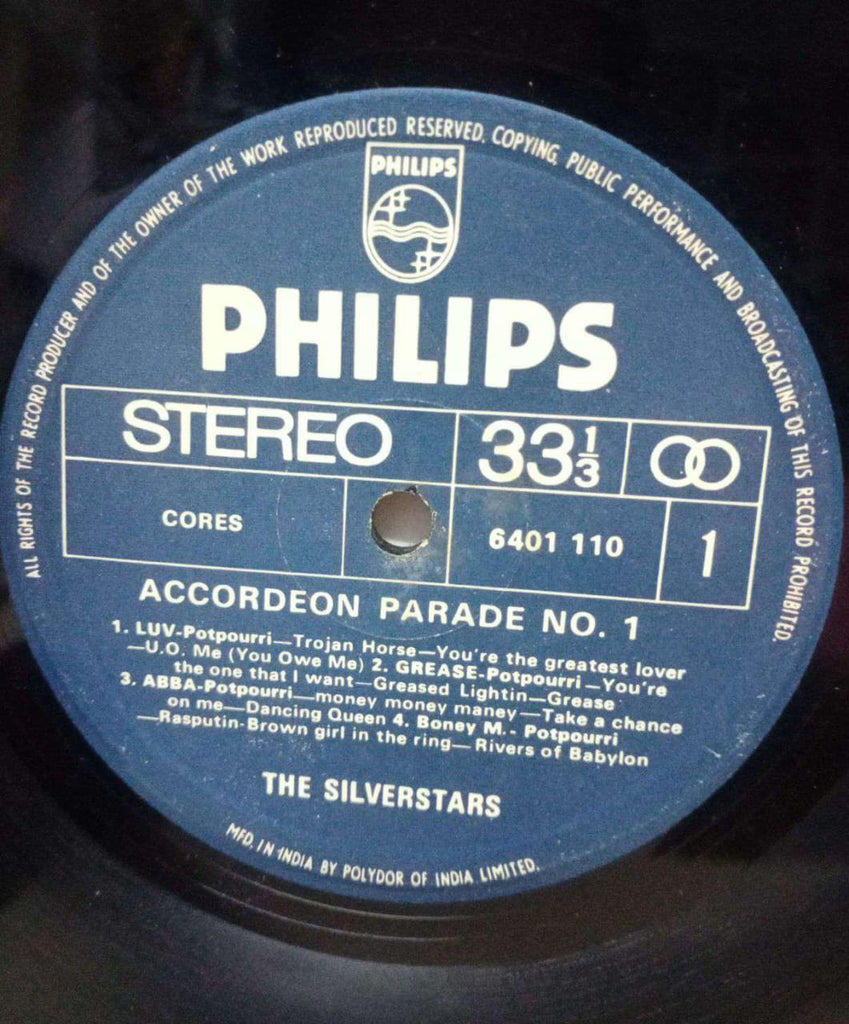 ALL RIGHTS OF THE RECORD PRODUCER AND OF THE OWNER OF THE WORK REPRODUCED RESERVED. COPYING, PUBLIC PERFORMANCE AND BROADCASTING OF THIS RECORD PROHIBITED.
PHILIPS
PHILIPS
STEREO 33 1/3
CORES 6401 110 1
ACCORDEON PARADE NO. 1
1. LUV-Potpourri—Trojan Horse—You're the greatest lover
—U.O. Me (You Owe Me) 2. GREASE-Potpourri—You're
the one that I want—Greased Lightin—Grease
3. ABBA-Potpourri—money money maney—Take a chance
on me—Dancing Queen 4. Boney M.- Potpourri
—Rasputin-Brown girl in the ring—Rivers of Babylon
THE SILVERSTARS
MFD. IN INDIA BY POLYDOR OF INDIA LIMITED.